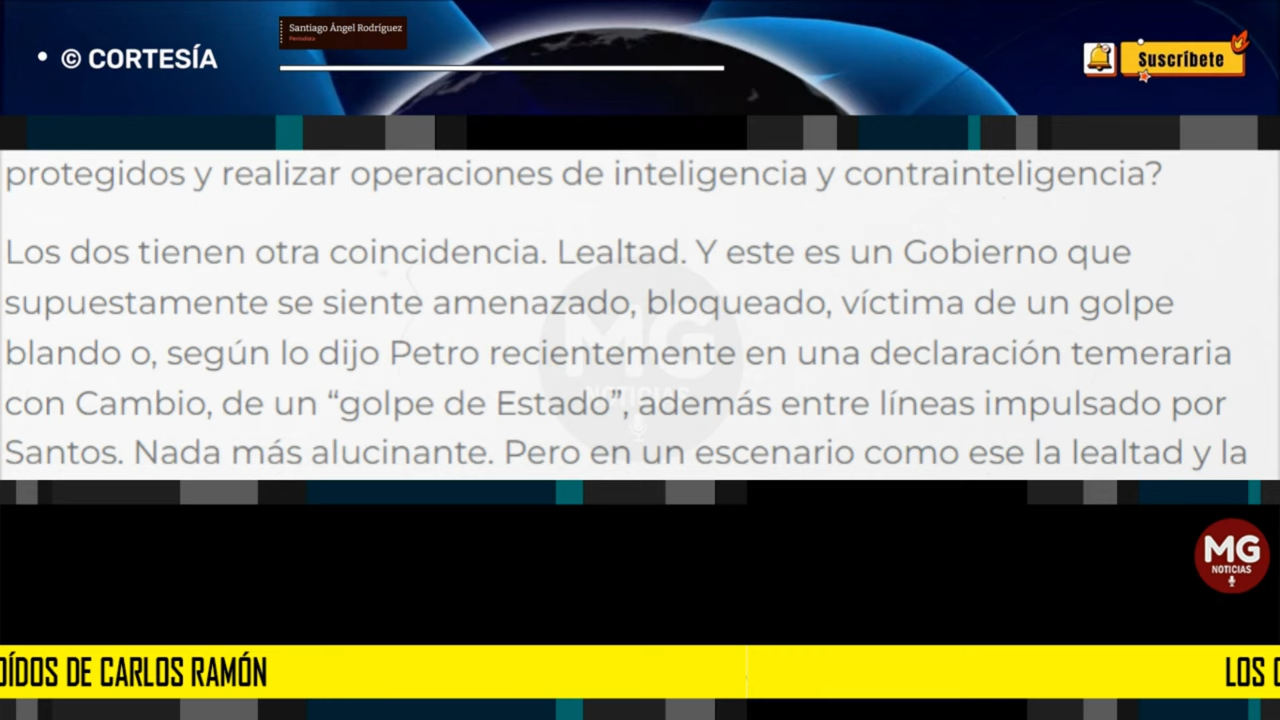 • © CORTESÍA
Santiago Ángel Rodríguez
Periodista
Suscríbete
protegidos y realizar operaciones de inteligencia y contrainteligencia?
Los dos tienen otra coincidencia. Lealtad. Y este es un Gobierno que
supuestamente se siente amenazado, bloqueado, víctima de un golpe
blando o, según lo dijo Petro recientemente en una declaración temeraria
con Cambio, de un “golpe de Estado”, además entre líneas impulsado por
Santos. Nada más alucinante. Pero en un escenario como ese la lealtad y la
MG
NOTICIAS
MG
NOTICIAS
OÍDOS DE CARLOS RAMÓN
LOS